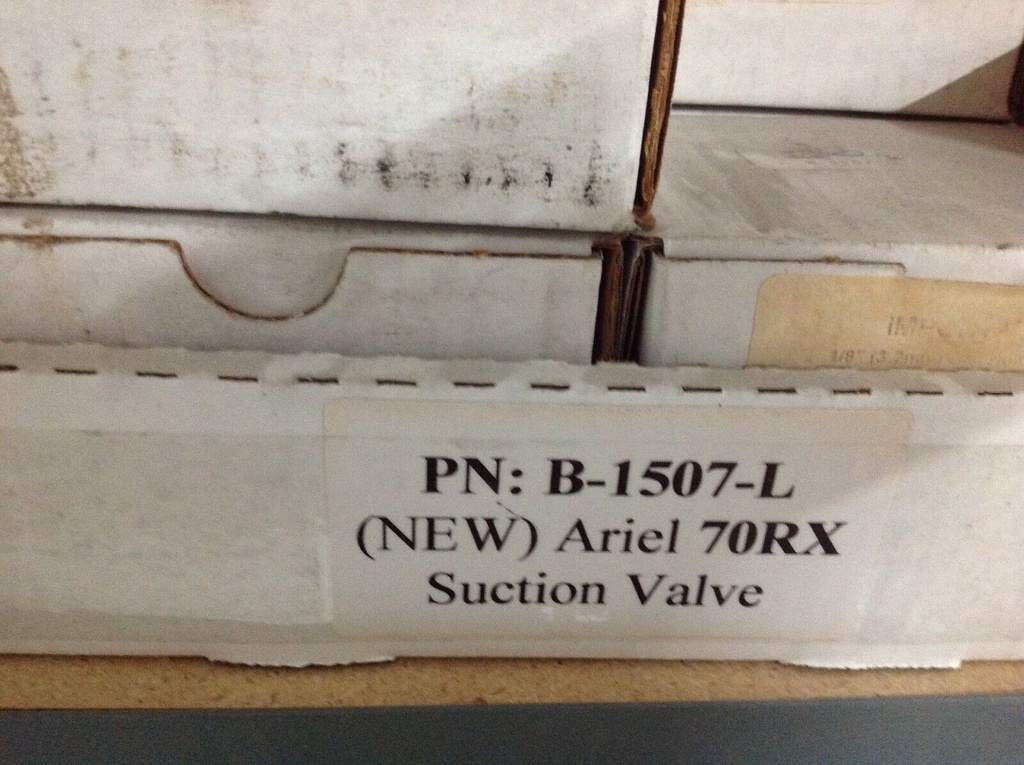 PN: B-1507-L
(NEW) Ariel 70RX
Suction Valve